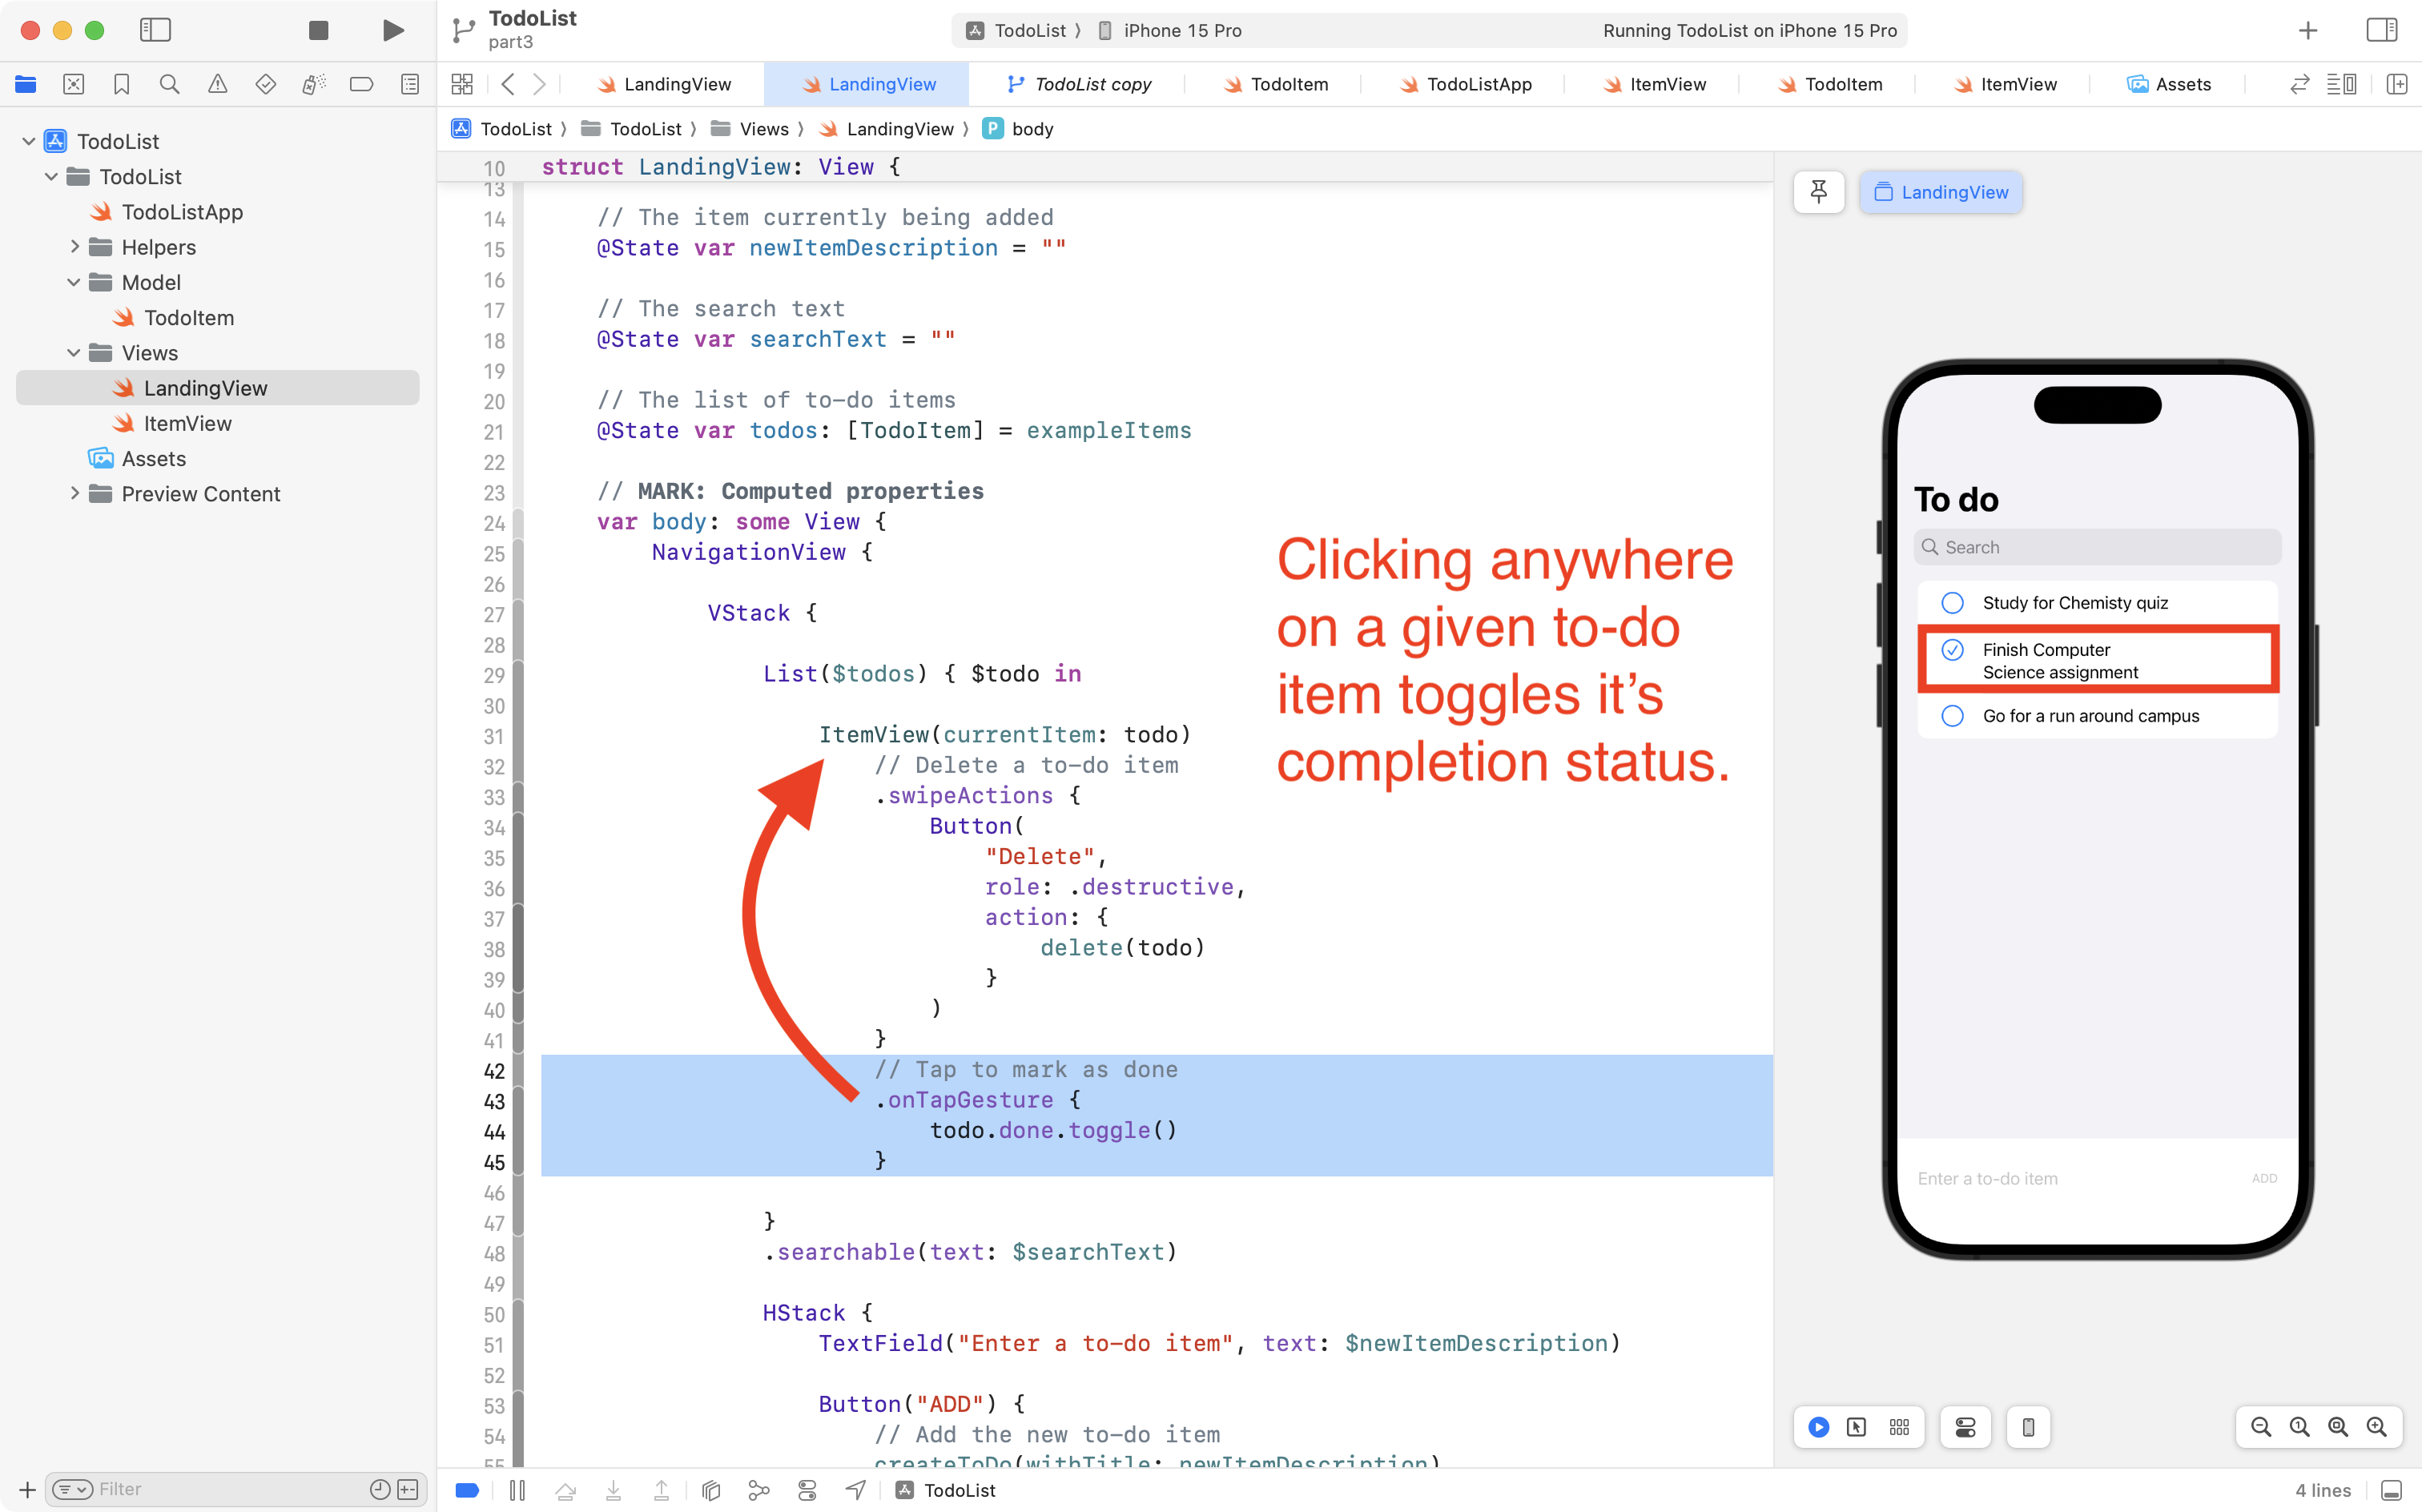 TodoList
part3
TodoList 〉 iPhone 15 Pro
Running TodoList on iPhone 15 Pro
LandingView
LandingView
TodoList copy
TodoItem
TodoListApp
ItemView
TodoItem
ItemView
Assets
TodoList 〉 TodoList 〉 Views 〉 LandingView 〉 P body
TodoList
TodoList
TodoListApp
Helpers
Model
TodoItem
Views
LandingView
ItemView
Assets
Preview Content
Filter
10 struct LandingView: View {
13
14 // The item currently being added
15 @State var newItemDescription = ""
16
17 // The search text
18 @State var searchText = ""
19
20 // The list of to-do items
21 @State var todos: [TodoItem] = exampleItems
22
23 // MARK: Computed properties
24 var body: some View {
25 NavigationView {
26
27 VStack {
28
29 List($todos) { $todo in
30
31 ItemView(currentItem: todo)
32 // Delete a to-do item
33 .swipeActions {
34 Button(
35 "Delete",
36 role: .destructive,
37 action: {
38 delete(todo)
39 }
40 )
41 }
42 // Tap to mark as done
43 .onTapGesture {
44 todo.done.toggle()
45 }
46
47 }
48 .searchable(text: $searchText)
49
50 HStack {
51 TextField("Enter a to-do item", text: $newItemDescription)
52
53 Button("ADD") {
54 // Add the new to-do item
55 createToDo(withTitle: newItemDescription)
Clicking anywhere
on a given to-do
item toggles it’s
completion status.
LandingView
To do
Search
Study for Chemisty quiz
Finish Computer
Science assignment
Go for a run around campus
Enter a to-do item
ADD
TodoList
4 lines